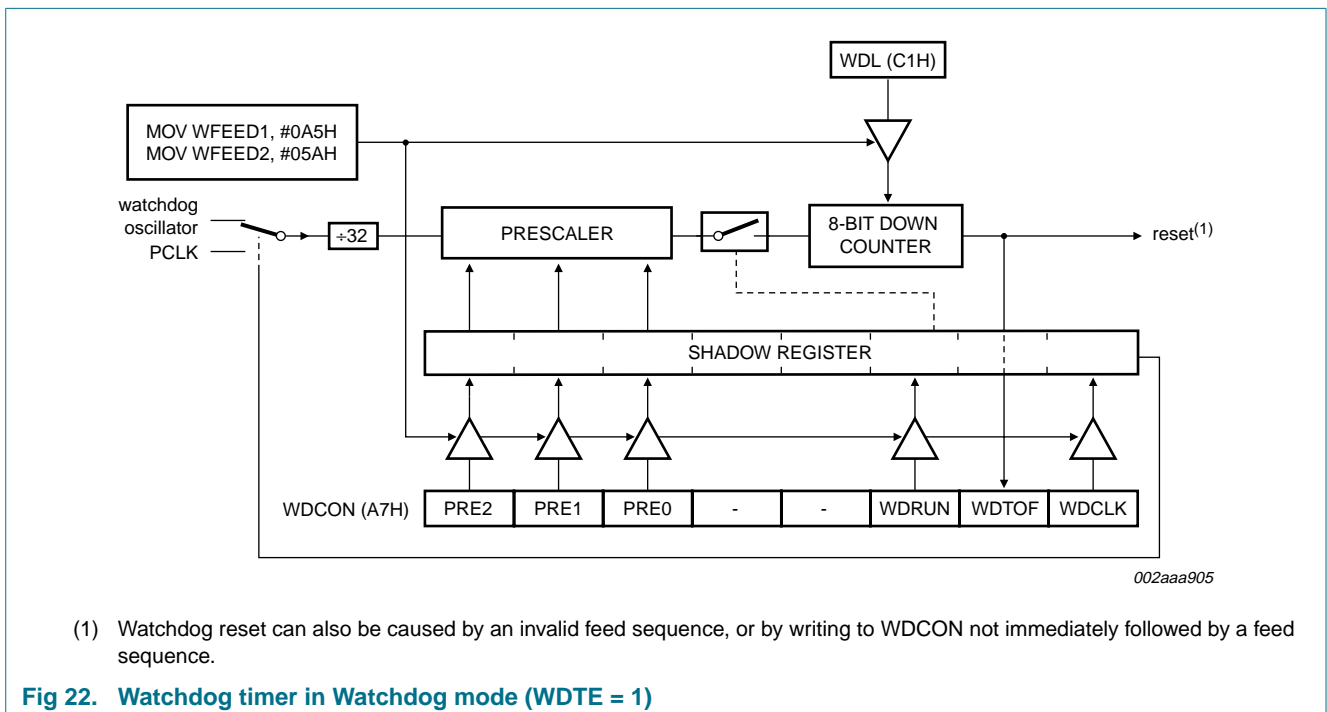 WDL (C1H)
MOV WFEED1, #0A5H
MOV WFEED2, #05AH
watchdog
oscillator
PCLK
÷32
PRESCALER
8-BIT DOWN
COUNTER
reset(1)
SHADOW REGISTER
WDCON (A7H)
PRE2
PRE1
PRE0
-
-
WDRUN
WDTOF
WDCLK
002aaa905
(1) Watchdog reset can also be caused by an invalid feed sequence, or by writing to WDCON not immediately followed by a feed
sequence.
Fig 22. Watchdog timer in Watchdog mode (WDTE = 1)